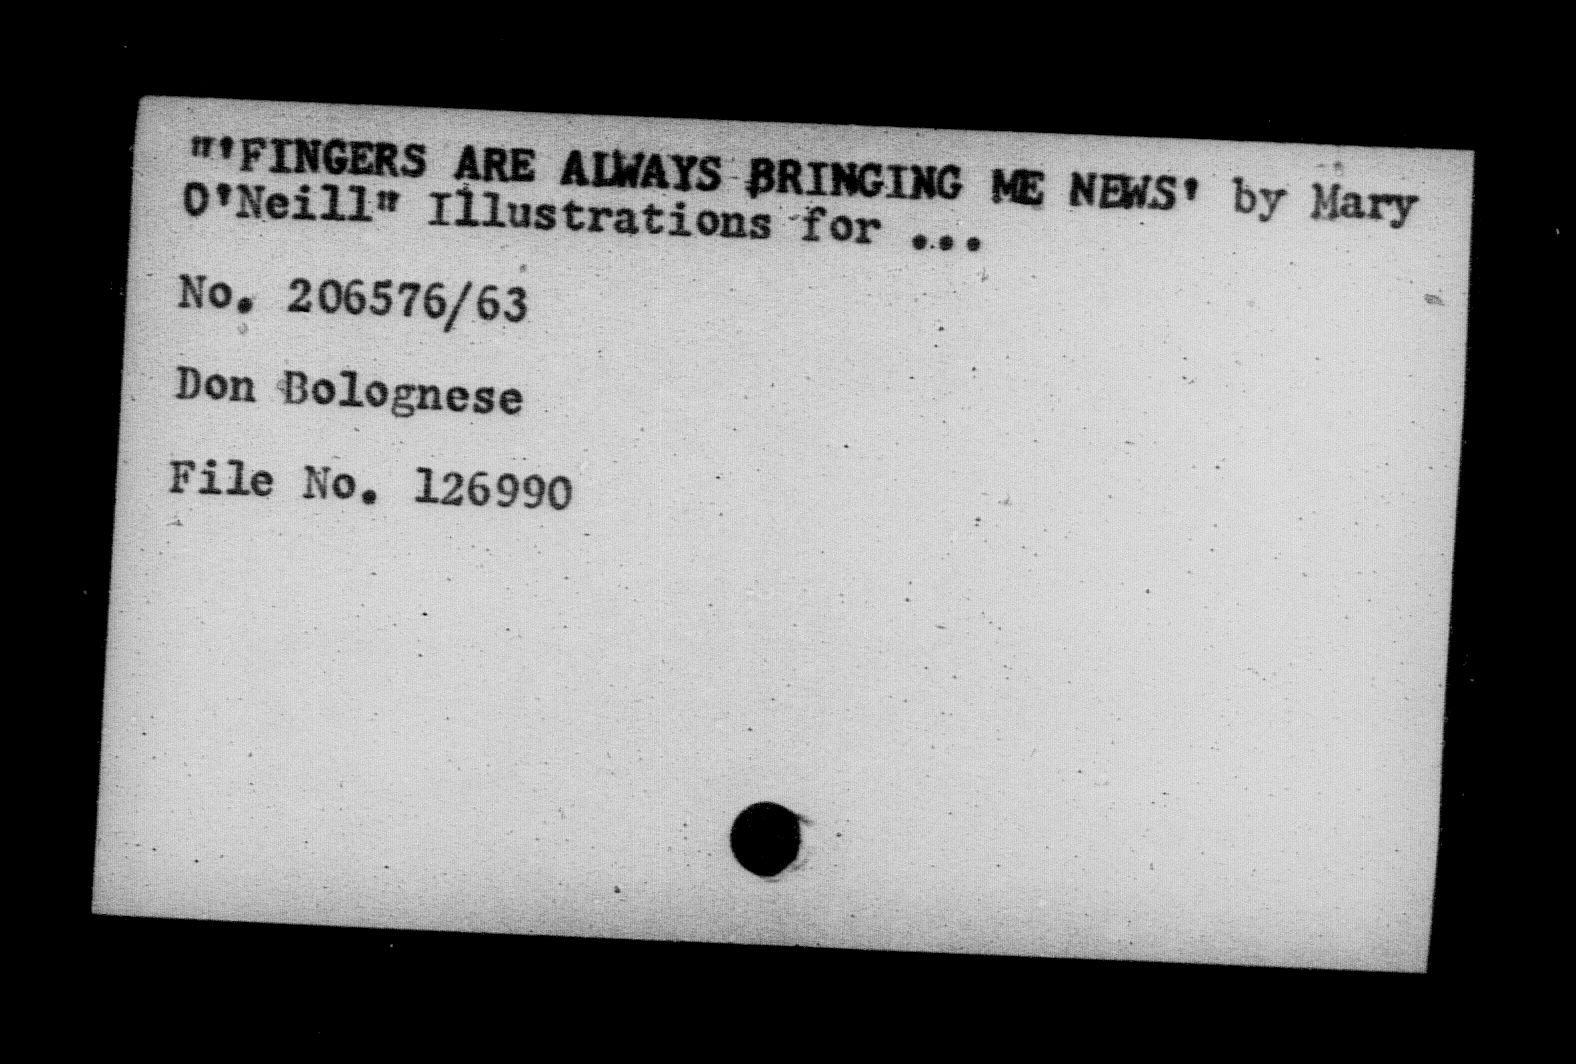 "'FINGERS ARE ALWAYS BRINGING ME NEWS' by Mary
O'Neill" Illustrations for ...
No. 206576/63
Don Bolognese
File No. 126990